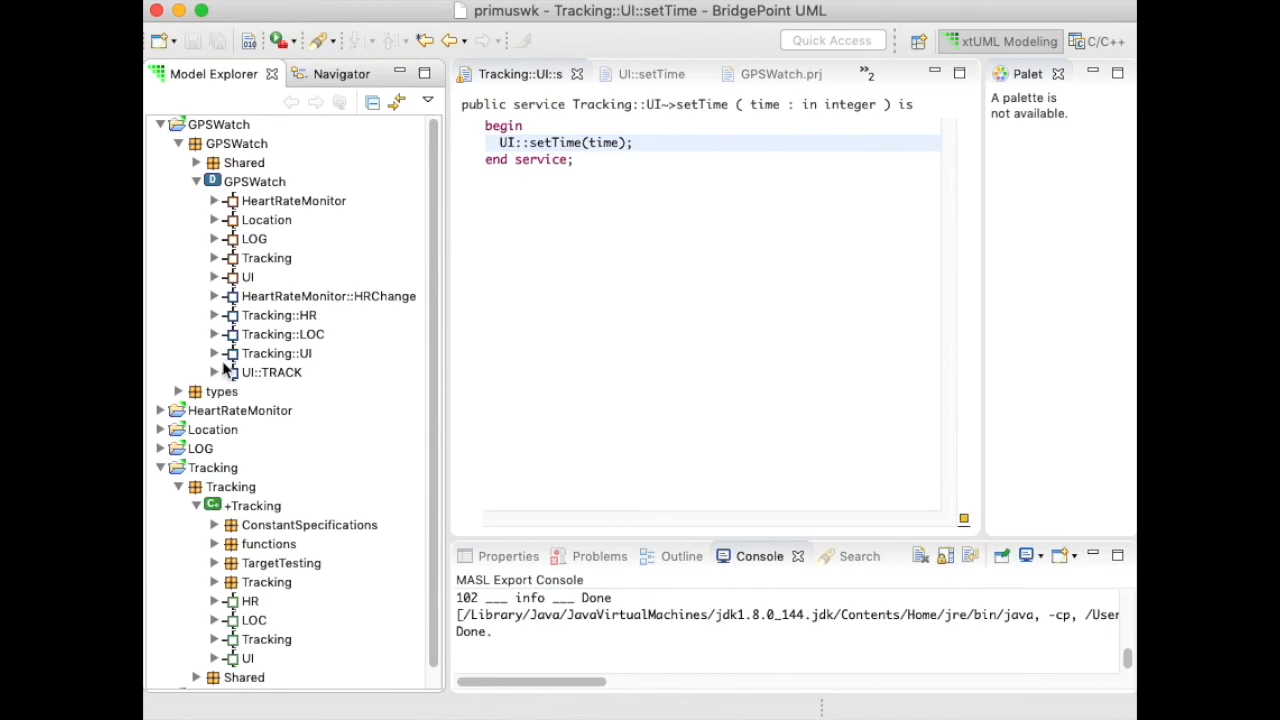 primuswk - Tracking::UI::setTime - BridgePoint UML
Quick Access
xtUML Modeling
C/C++
Model Explorer
Navigator
Tracking::UI::s
UI::setTime
GPSWatch.prj
2
Palet
GPSWatch
GPSWatch
Shared
GPSWatch
HeartRateMonitor
Location
LOG
Tracking
UI
HeartRateMonitor::HRChange
Tracking::HR
Tracking::LOC
Tracking::UI
UI::TRACK
types
HeartRateMonitor
Location
LOG
Tracking
Tracking
+Tracking
ConstantSpecifications
functions
TargetTesting
Tracking
HR
LOC
Tracking
UI
Shared
public service Tracking::UI~>setTime ( time : in integer ) is
begin
UI::setTime(time);
end service;
A palette is
not available.
Properties
Problems
Outline
Console
Search
MASL Export Console
102 ___ info ___ Done
[/Library/Java/JavaVirtualMachines/jdk1.8.0_144.jdk/Contents/Home/jre/bin/java, -cp, /User
Done.